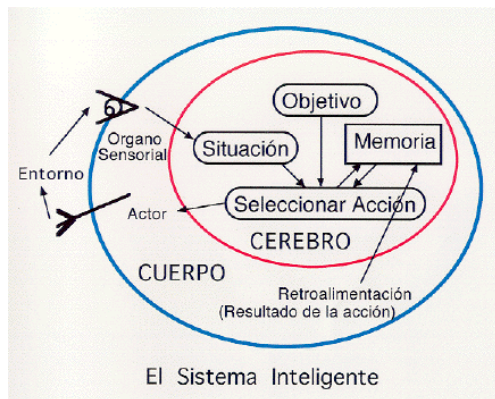 Objetivo
Organo
Sensorial
Situación
Memoria
Entorno
Actor
Seleccionar Acción
CEREBRO
CUERPO
Retroalimentación
(Resultado de la acción)
El Sistema Inteligente